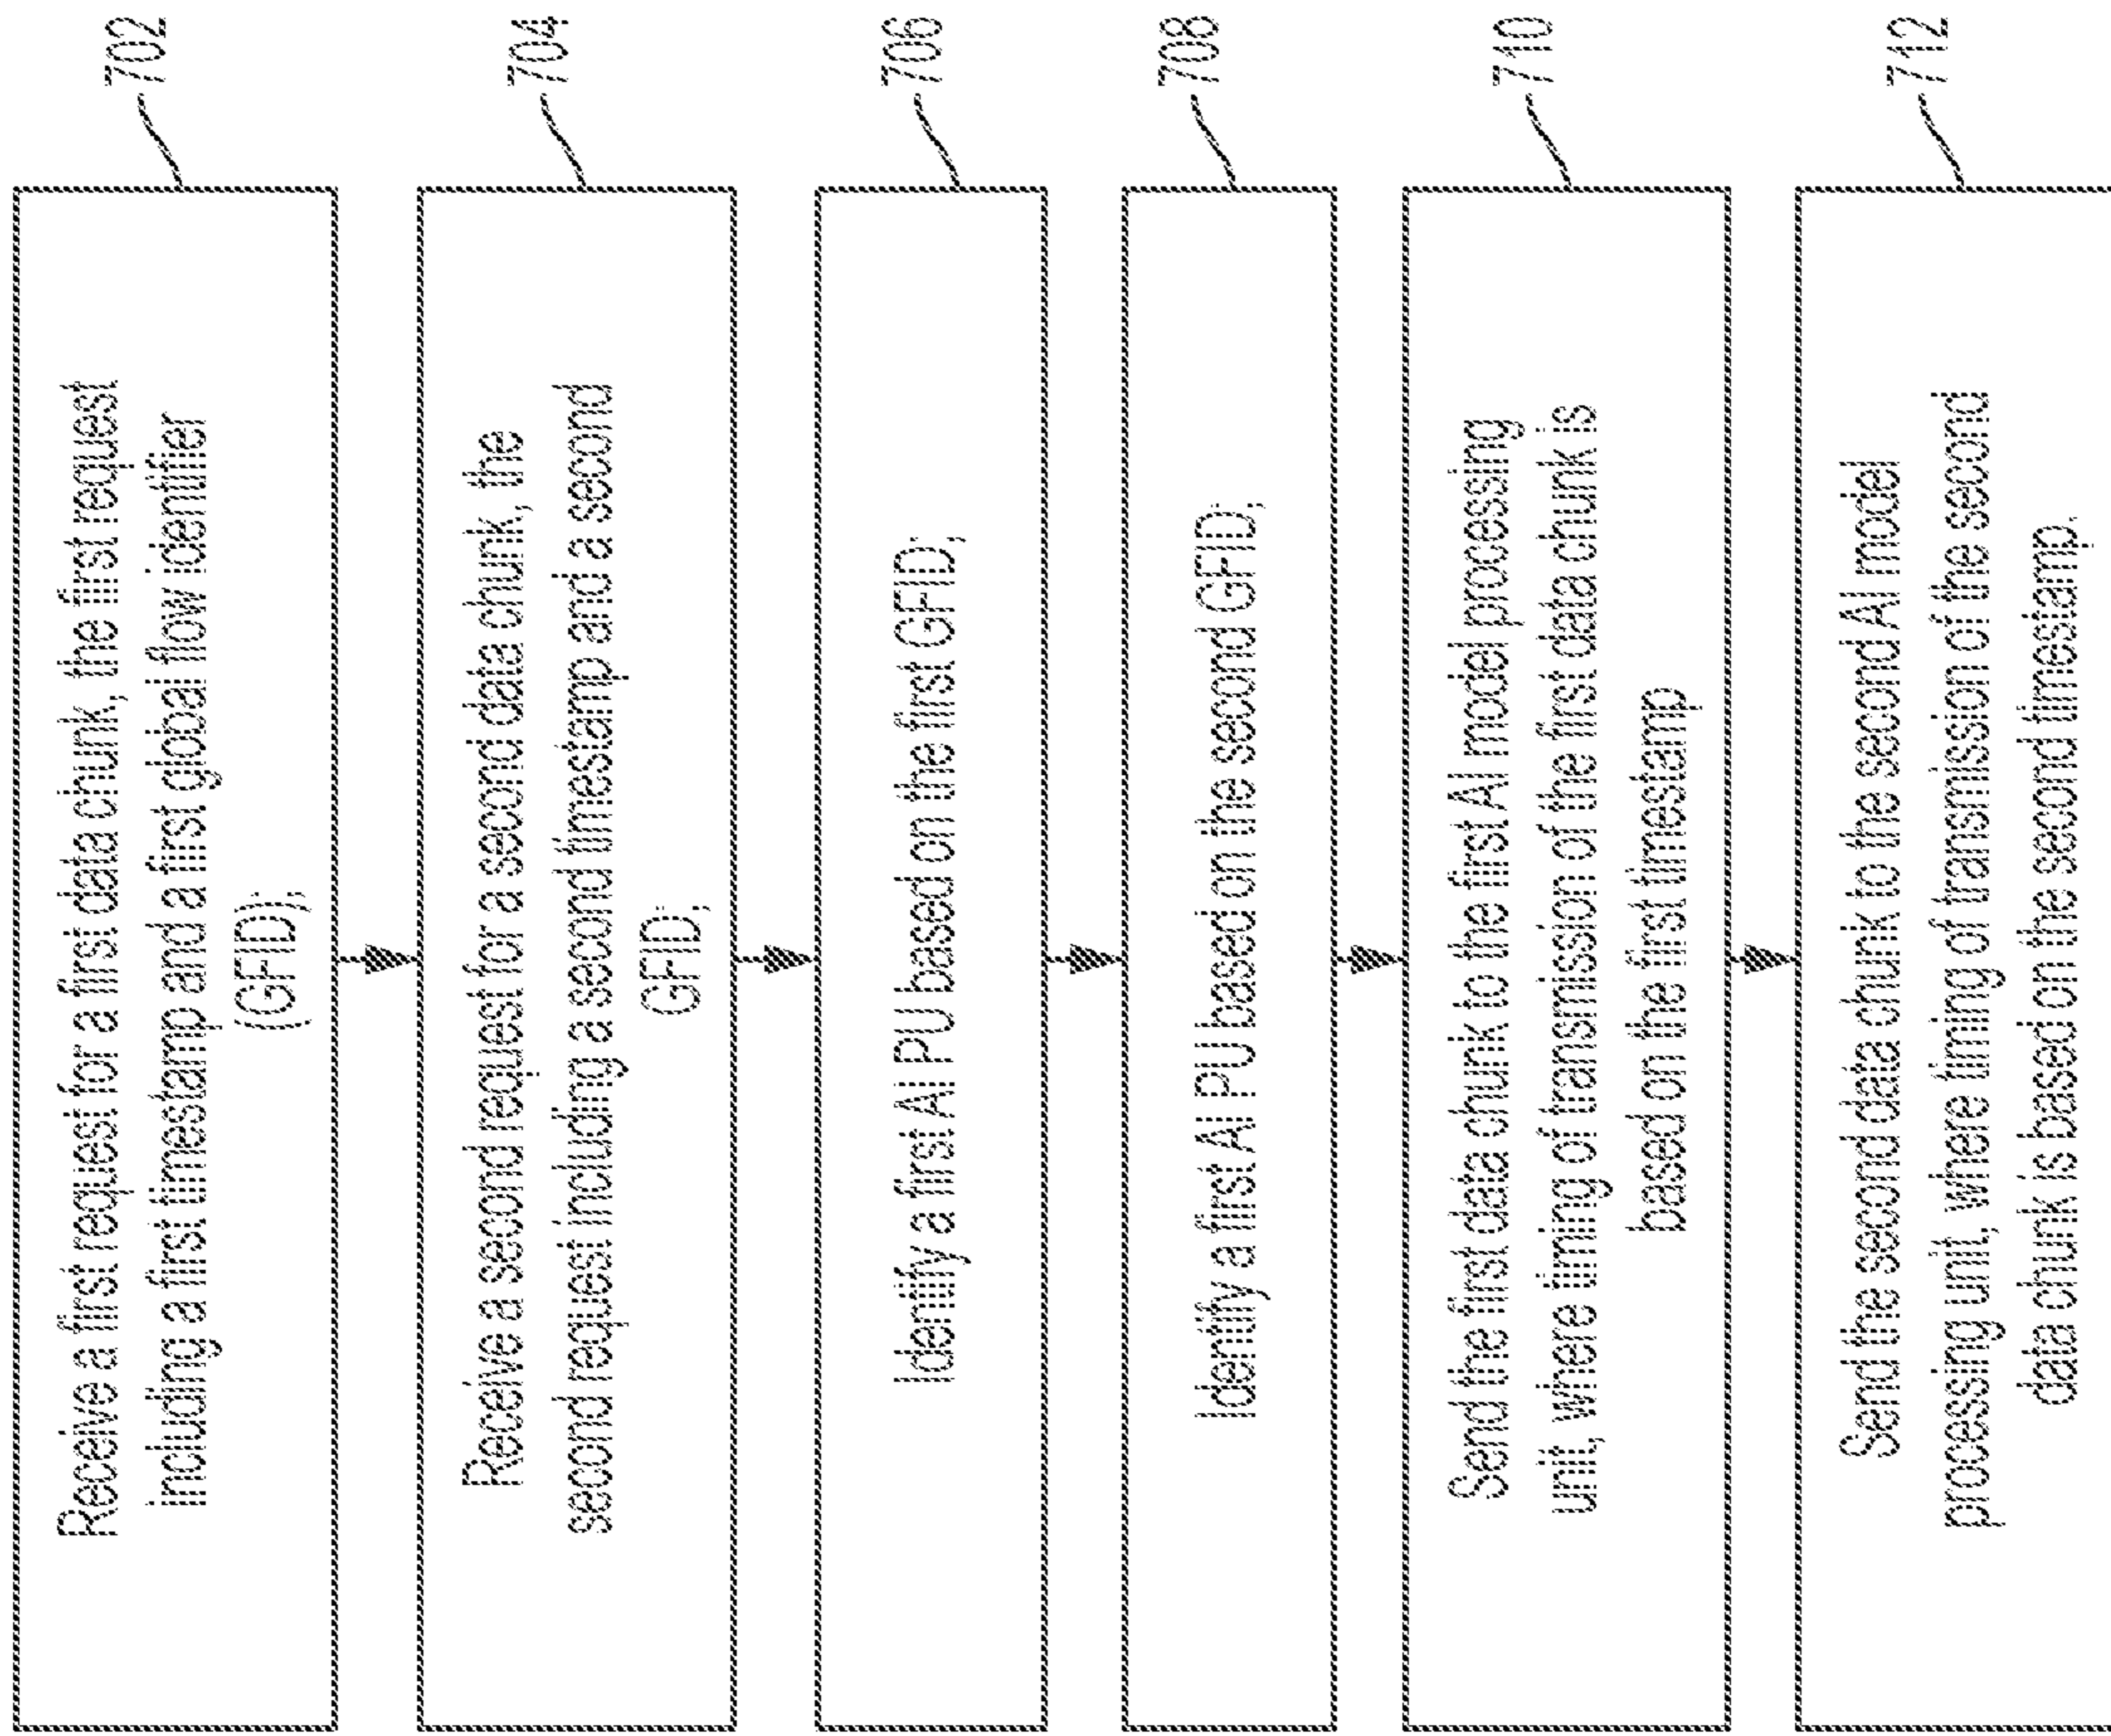 702
Receive a first request for a first data chunk, the first request
including a first timestamp and a first global flow identifier
(GFID);
704
Receive a second request for a second data chunk, the
second request including a second timestamp and a second
GFID;
706
Identify a first AI PU based on the first GFID;
708
Identify a first AI PU based on the second GFID;
710
Send the first data chunk to the first AI model processing
unit, where timing of transmission of the first data chunk is
based on the first timestamp
712
Send the second data chunk to the second AI model
processing unit, where timing of transmission of the second
data chunk is based on the second timestamp.